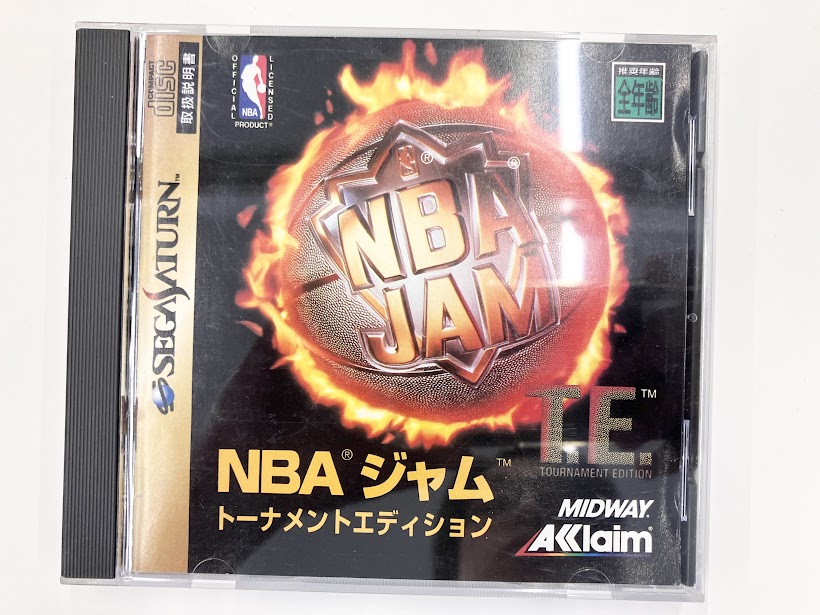 COMPACT
DISC
取扱説明書
SEGA SATURN™
OFFICIAL
LICENSED
NBA
PRODUCT®
推奨年齢
全年齢
®
®
NBA
JAM
T.E.™
TOURNAMENT EDITION
NBA®ジャム™
トーナメントエディション
MIDWAY.
AKKlaim®